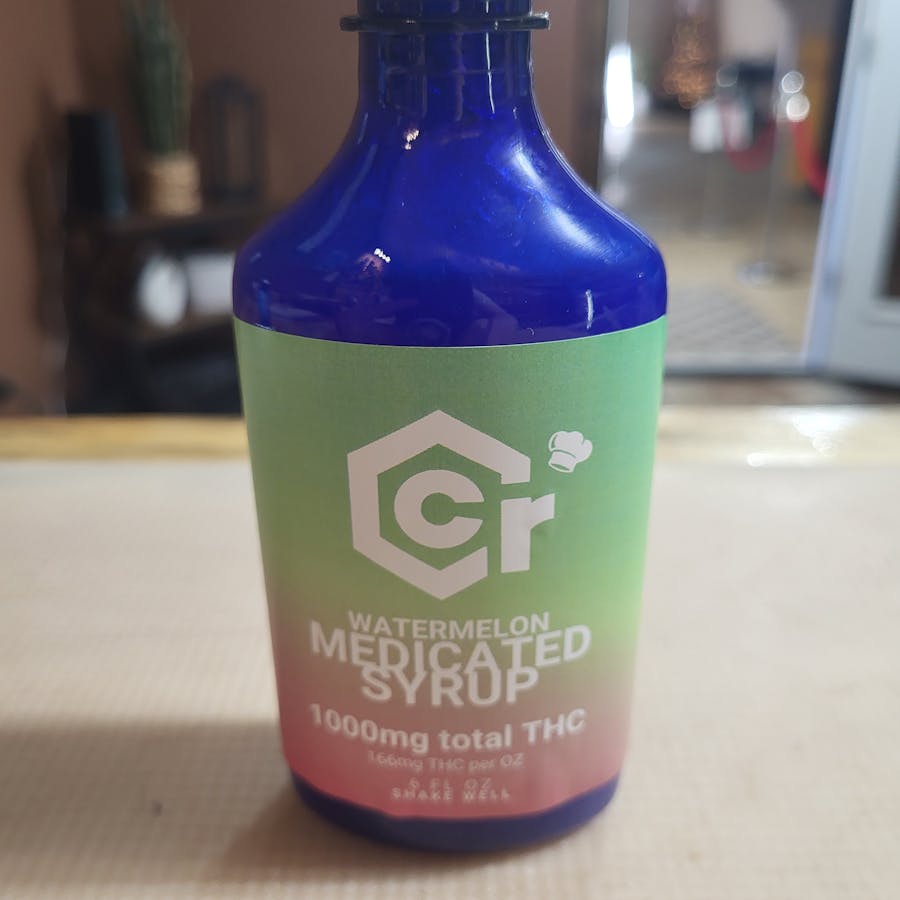 Cr
WATERMELON
MEDICATED
SYRUP
1000mg total THC
166mg THC per OZ
6 FL OZ
SHAKE WELL